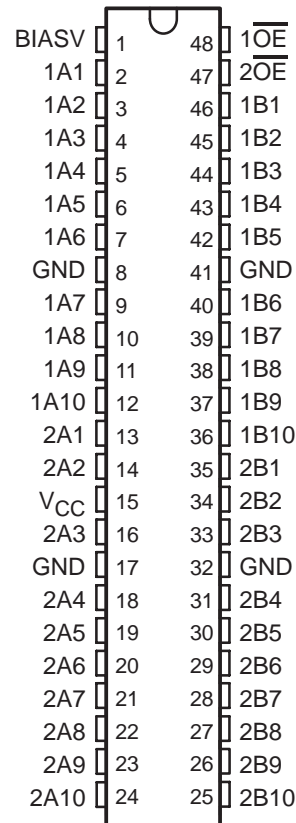 BIASV 1 48 1O̅E̅
1A1 2 47 2O̅E̅
1A2 3 46 1B1
1A3 4 45 1B2
1A4 5 44 1B3
1A5 6 43 1B4
1A6 7 42 1B5
GND 8 41 GND
1A7 9 40 1B6
1A8 10 39 1B7
1A9 11 38 1B8
1A10 12 37 1B9
2A1 13 36 1B10
2A2 14 35 2B1
VCC 15 34 2B2
2A3 16 33 2B3
GND 17 32 GND
2A4 18 31 2B4
2A5 19 30 2B5
2A6 20 29 2B6
2A7 21 28 2B7
2A8 22 27 2B8
2A9 23 26 2B9
2A10 24 25 2B10